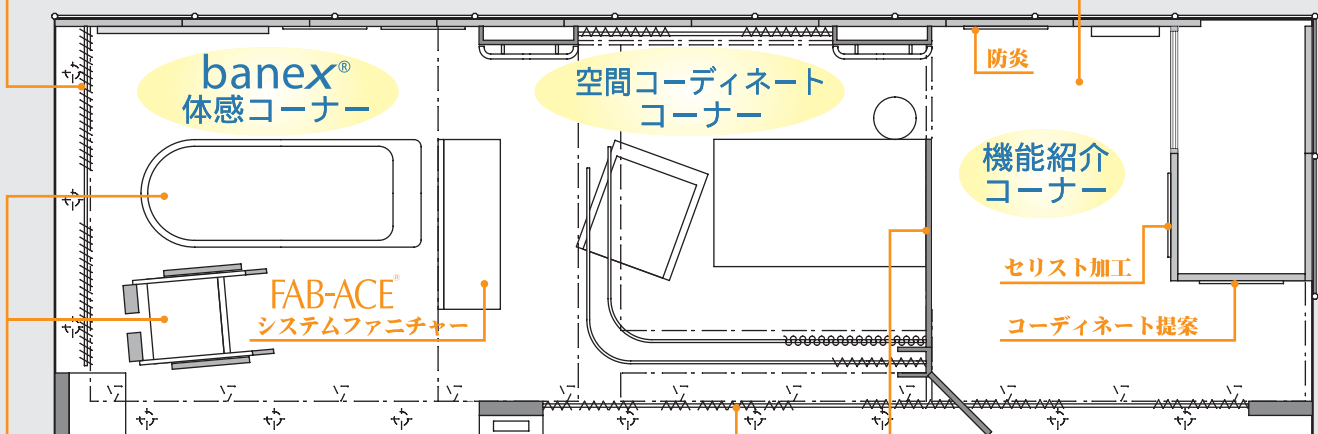 banex®
体感コーナー
空間コーディネート
コーナー
防炎
機能紹介
コーナー
FAB-ACE®
システムファニチャー
セリスト加工
コーディネート提案